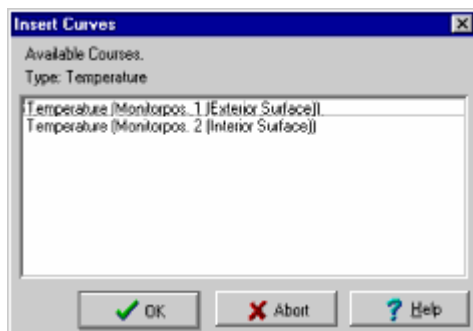 Insert Curves
Available Courses.
Type: Temperature
Temperature (Monitorpos. 1 (Exterior Surface))
Temperature (Monitorpos. 2 (Interior Surface))
OK
Abort
Help